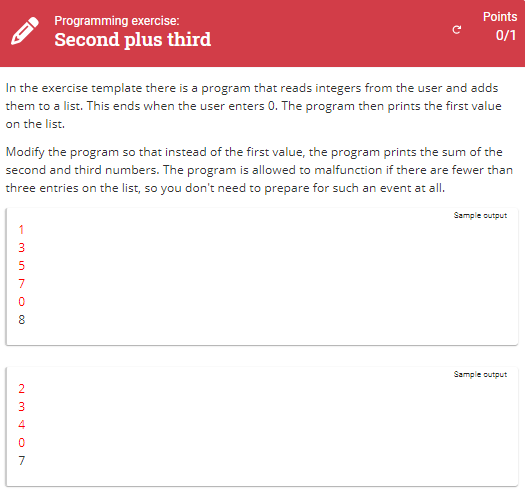 Programming exercise:
Points
Second plus third
0/1
In the exercise template there is a program that reads integers from the user and adds
them to a list. This ends when the user enters 0. The program then prints the first value
on the list.
Modify the program so that instead of the first value, the program prints the sum of the
second and third numbers. The program is allowed to malfunction if there are fewer than
three entries on the list, so you don't need to prepare for such an event at all.
Sample output
1
3
5
7
0
8
Sample output
2
3
4
0
7